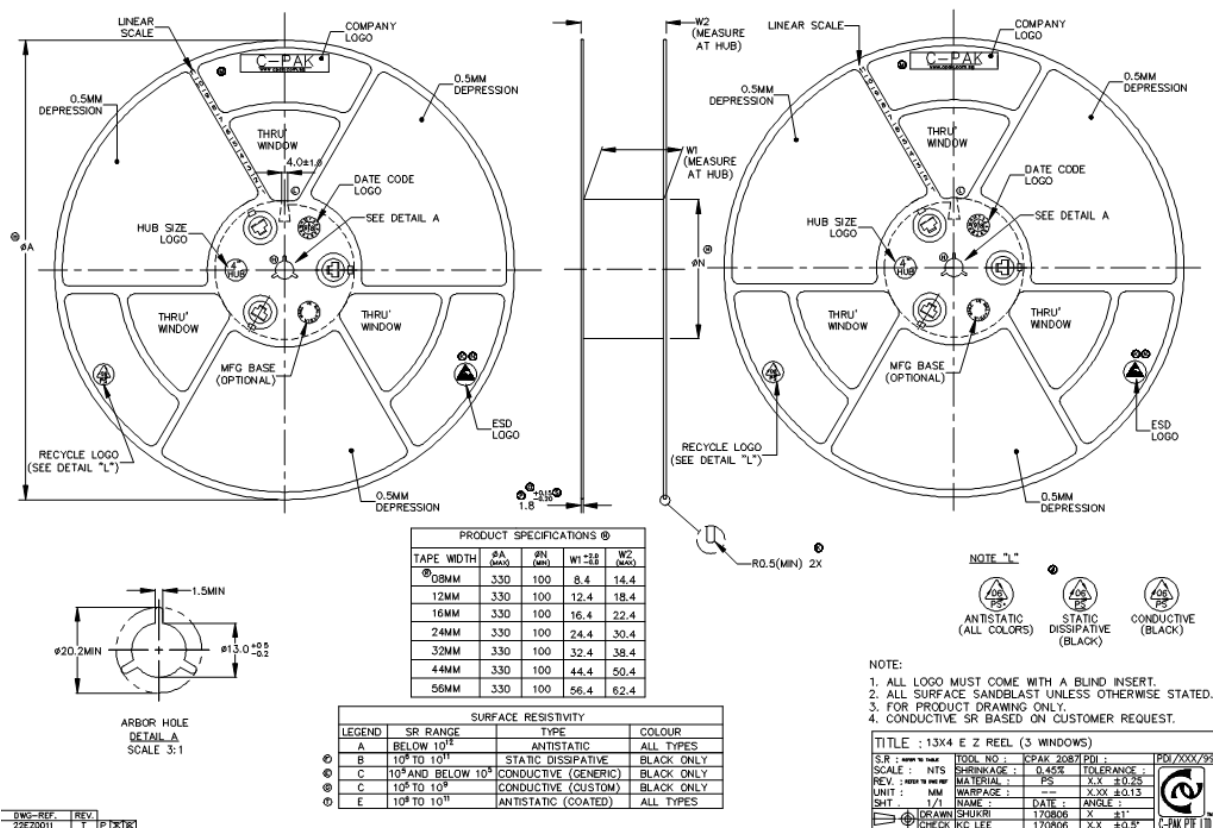 LINEAR
SCALE
COMPANY
LOGO
C-PAK
0.5MM
DEPRESSION
0.5MM
DEPRESSION
THRU'
WINDOW
4.0±1.0
DATE CODE
LOGO
SEE DETAIL A
HUB SIZE
LOGO
4"
HUB
øA
THRU'
WINDOW
THRU'
WINDOW
MFG BASE
(OPTIONAL)
ESD
LOGO
RECYCLE LOGO
(SEE DETAIL "L")
0.5MM
DEPRESSION
W2
(MEASURE
AT HUB)
W1
(MEASURE
AT HUB)
øN
1.8
R0.5(MIN) 2X
LINEAR SCALE
COMPANY
LOGO
C-PAK
0.5MM
DEPRESSION
0.5MM
DEPRESSION
THRU'
WINDOW
DATE CODE
LOGO
SEE DETAIL A
HUB SIZE
LOGO
4"
HUB
THRU'
WINDOW
THRU'
WINDOW
MFG BASE
(OPTIONAL)
ESD
LOGO
RECYCLE LOGO
(SEE DETAIL "L")
0.5MM
DEPRESSION
PRODUCT SPECIFICATIONS
TAPE WIDTH øA (MAX) øN (MIN) W1 W2 (MAX)
08MM 330 100 8.4 14.4
12MM 330 100 12.4 18.4
16MM 330 100 16.4 22.4
24MM 330 100 24.4 30.4
32MM 330 100 32.4 38.4
44MM 330 100 44.4 50.4
56MM 330 100 56.4 62.4
1.5MIN
ø20.2MIN
ø13.0 +0.5 -0.2
ARBOR HOLE
DETAIL A
SCALE 3:1
SURFACE RESISTIVITY
LEGEND SR RANGE TYPE COLOUR
A BELOW 10¹² ANTISTATIC ALL TYPES
B 10⁶ TO 10¹¹ STATIC DISSIPATIVE BLACK ONLY
C 10⁵ AND BELOW 10⁵ CONDUCTIVE (GENERIC) BLACK ONLY
C 10⁵ TO 10⁹ CONDUCTIVE (CUSTOM) BLACK ONLY
E 10⁸ TO 10¹¹ ANTISTATIC (COATED) ALL TYPES
NOTE "L"
ANTISTATIC
(ALL COLORS)
STATIC
DISSIPATIVE
(BLACK)
CONDUCTIVE
(BLACK)
NOTE:
1. ALL LOGO MUST COME WITH A BLIND INSERT.
2. ALL SURFACE SANDBLAST UNLESS OTHERWISE STATED.
3. FOR PRODUCT DRAWING ONLY.
4. CONDUCTIVE SR BASED ON CUSTOMER REQUEST.
TITLE : 13X4 E Z REEL (3 WINDOWS)
S.R : TOOL NO : CPAK 2087 PDI : PDI/XXX/99
SCALE : NTS SHRINKAGE : 0.45% TOLERANCE :
REV. : MATERIAL : PS X.X ±0.25
UNIT : MM WARPAGE : -- X.XX ±0.13
SHT . 1/1 NAME : DATE : ANGLE :
DRAWN SHUKRI 170806 X ±1°
CHECK KC LEE 170806 X.X ±0.5°
C-PAK PTE LTD
DWG-REF. REV.
22EZ0011 T